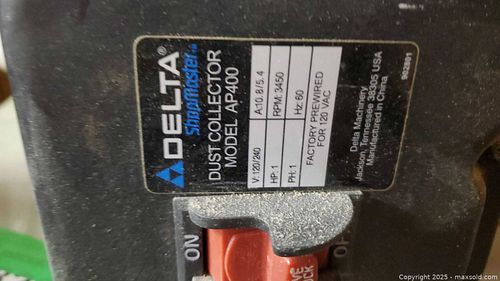 DELTA
Shopmaster
DUST COLLECTOR
MODEL AP400
V: 120/240
A:10.8/5.4
HP: 1
RPM: 3450
PH: 1
Hz: 60
FACTORY PREWIRED
FOR 120 VAC
Delta Machinery
Jackson, Tennessee 38305 USA
Manufactured in China
ON
Copyright © 2025 - maxsold.com